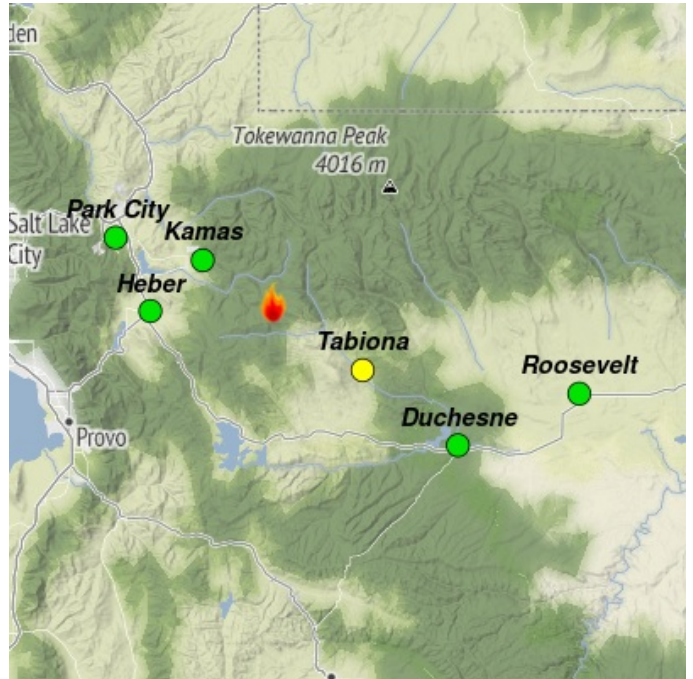 den
Tokewanna Peak
4016 m
Park City
Salt Lake
City
Kamas
Heber
Tabiona
Roosevelt
Duchesne
Provo